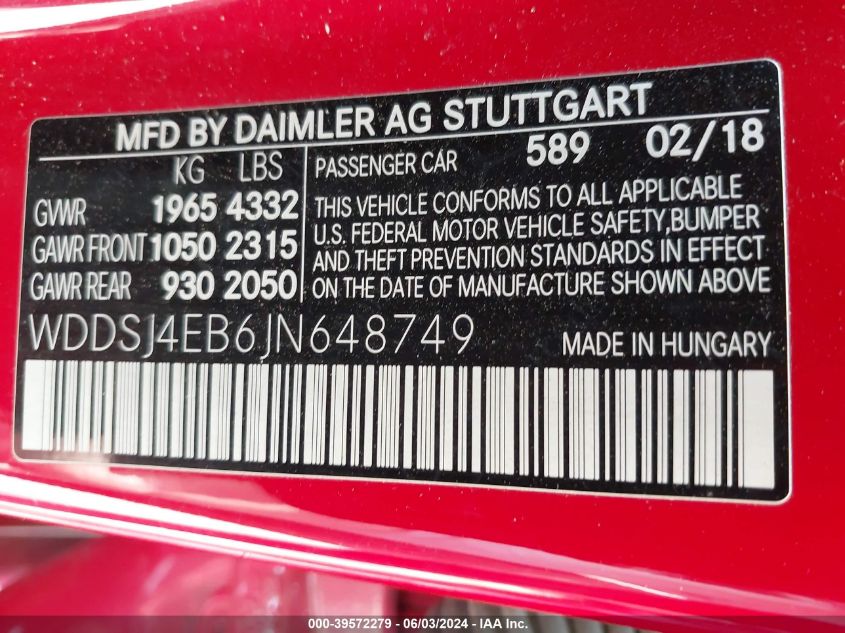 MFD BY DAIMLER AG STUTTGART
KG LBS
PASSENGER CAR 589 02/18
GVWR 1965 4332
GAWR FRONT 1050 2315
GAWR REAR 930 2050
THIS VEHICLE CONFORMS TO ALL APPLICABLE
U.S. FEDERAL MOTOR VEHICLE SAFETY, BUMPER
AND THEFT PREVENTION STANDARDS IN EFFECT
ON THE DATE OF MANUFACTURE SHOWN ABOVE
WDDSJ4EB6JN648749
MADE IN HUNGARY
000-39572279 - 06/03/2024 - IAA Inc.